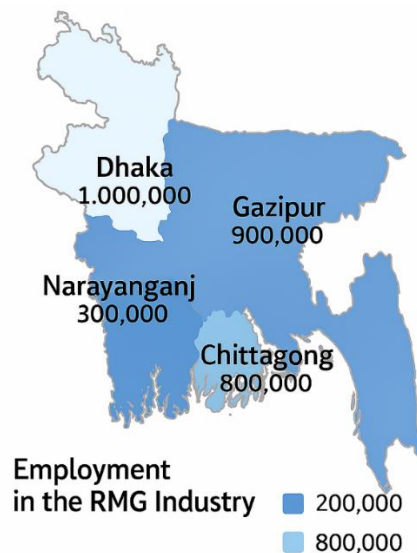 Dhaka
1.000,000
Gazipur
900,000
Narayanganj
300,000
Chittagong
800,000
Employment
in the RMG Industry
200,000
800,000